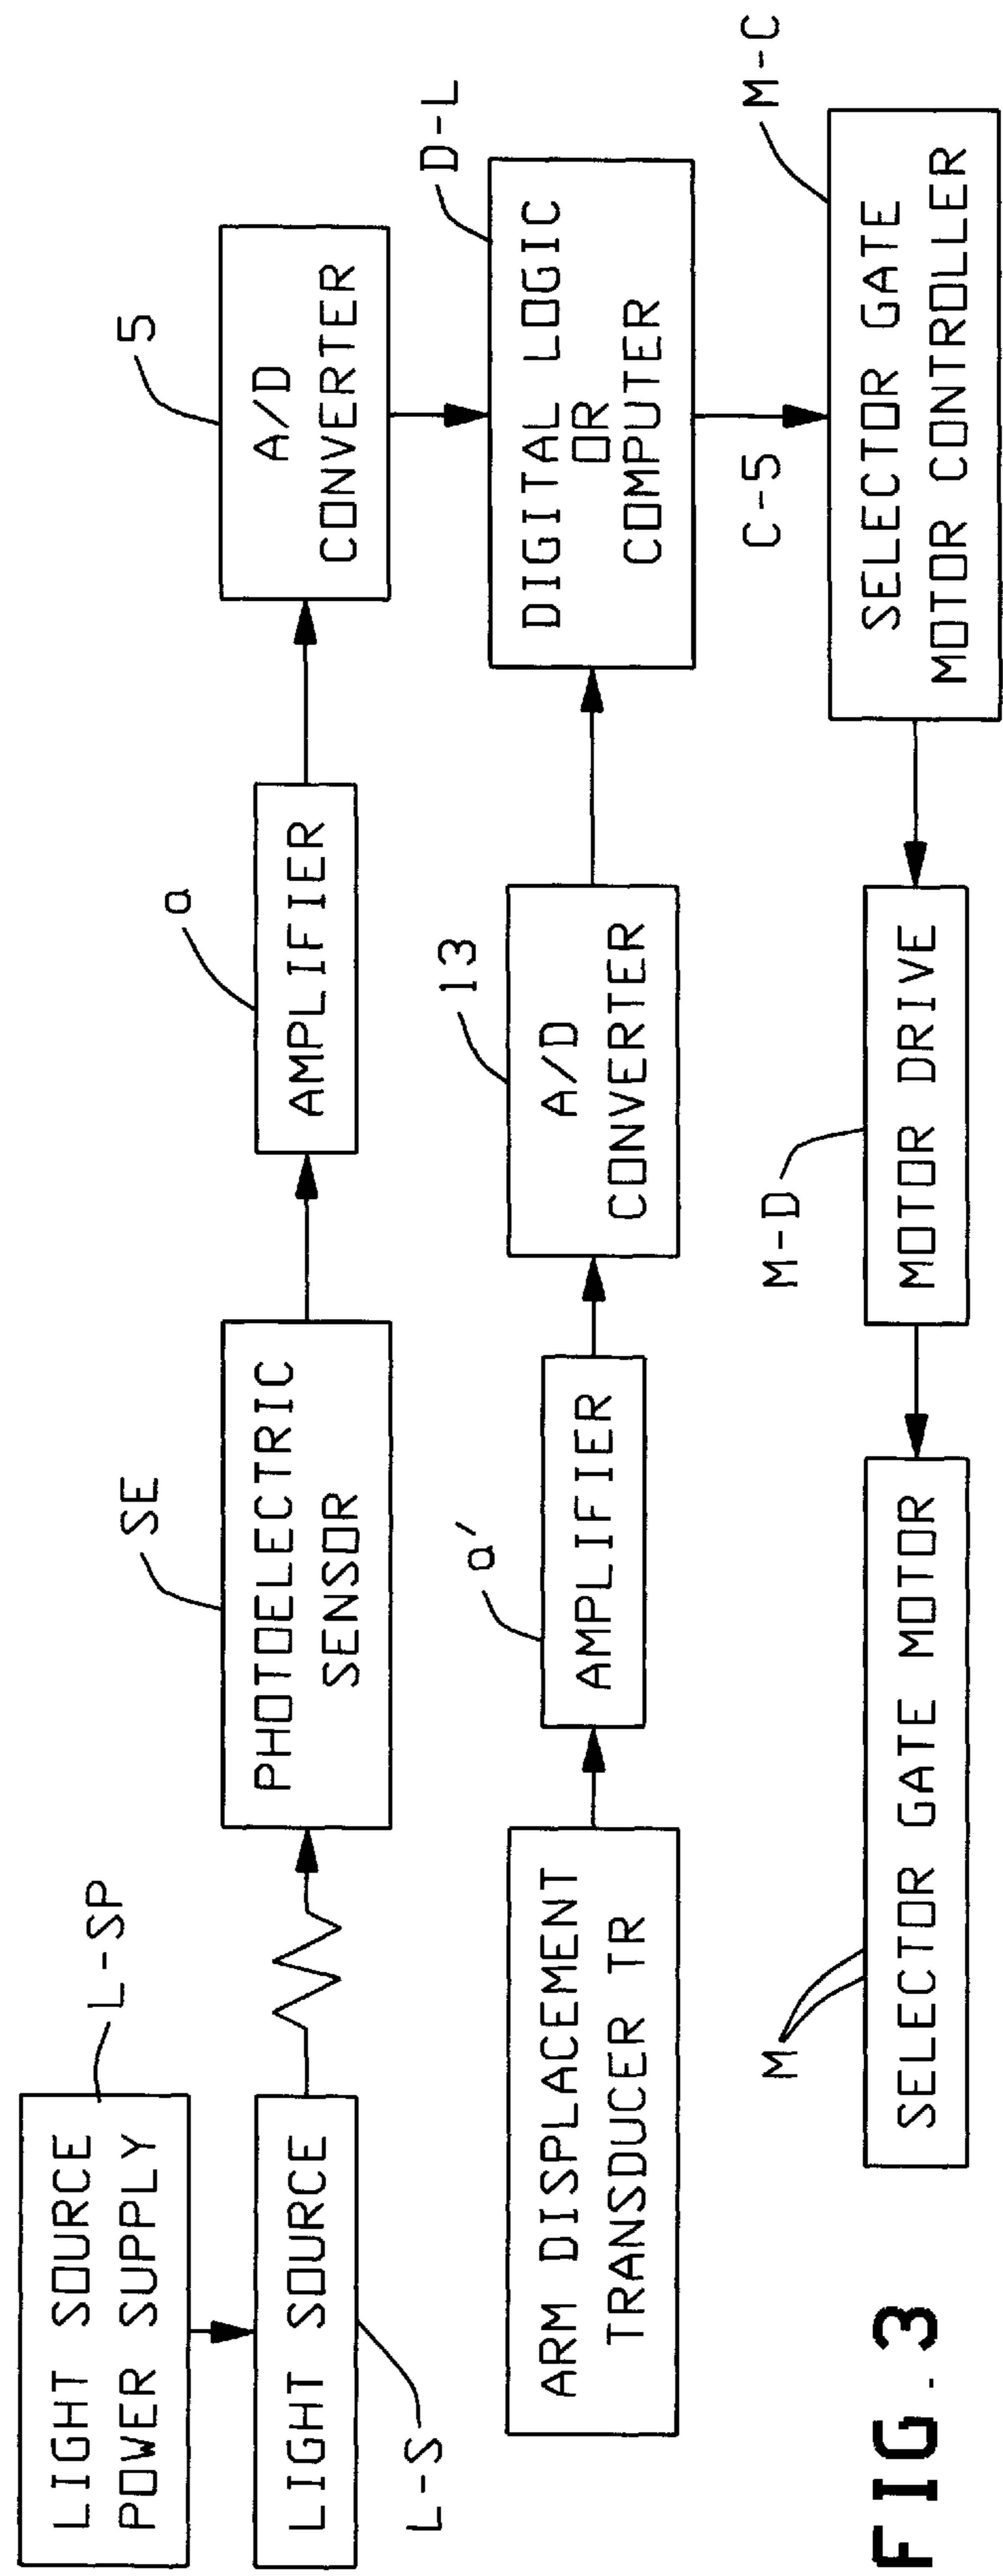 LIGHT SOURCE
POWER SUPPLY
L-SP
LIGHT SOURCE
L-S
SE
PHOTOELECTRIC
SENSOR
a
AMPLIFIER
5
A/D
CONVERTER
ARM DISPLACEMENT
TRANSDUCER TR
a'
AMPLIFIER
13
A/D
CONVERTER
D-L
DIGITAL LOGIC
OR
COMPUTER
C-5
M-C
SELECTOR GATE
MOTOR CONTROLLER
M-D
MOTOR DRIVE
M
SELECTOR GATE MOTOR
FIG. 3